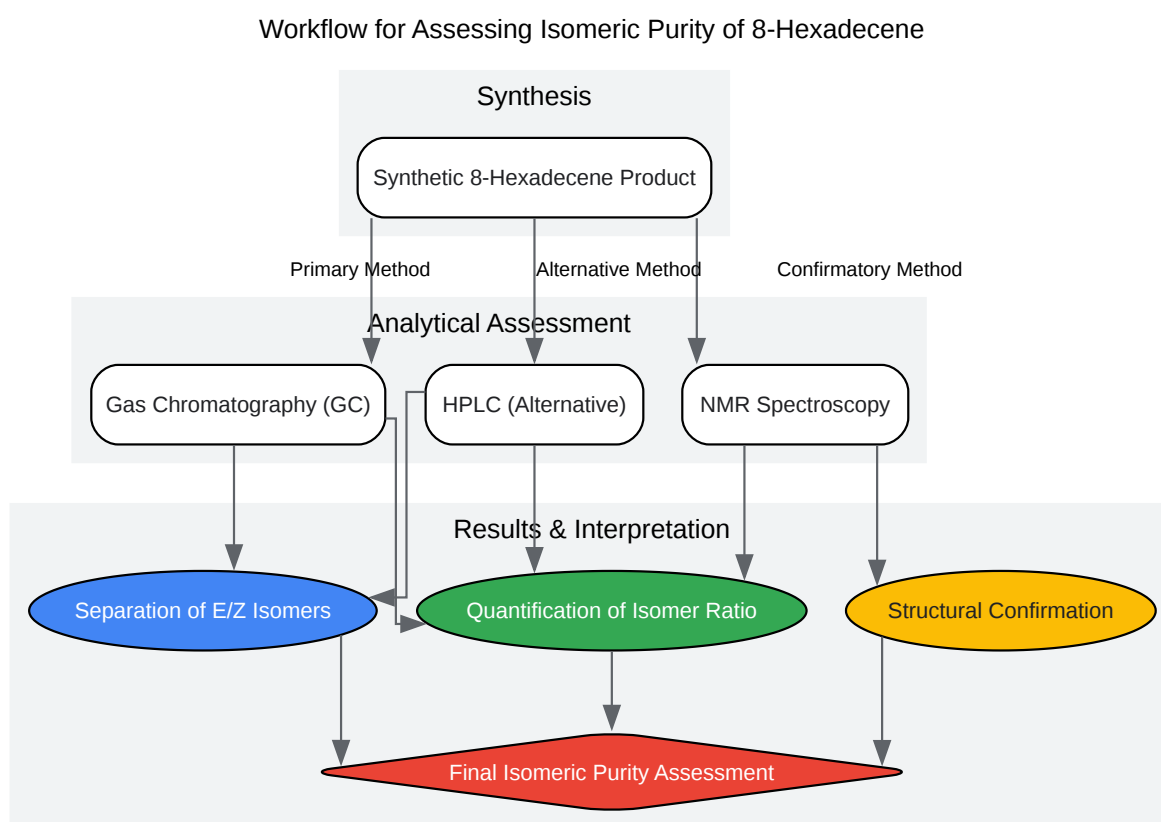 Workflow for Assessing Isomeric Purity of 8-Hexadecene
Synthesis
Synthetic 8-Hexadecene Product
Primary Method
Alternative Method
Confirmatory Method
Analytical Assessment
Gas Chromatography (GC)
HPLC (Alternative)
NMR Spectroscopy
Results & Interpretation
Separation of E/Z Isomers
Quantification of Isomer Ratio
Structural Confirmation
Final Isomeric Purity Assessment